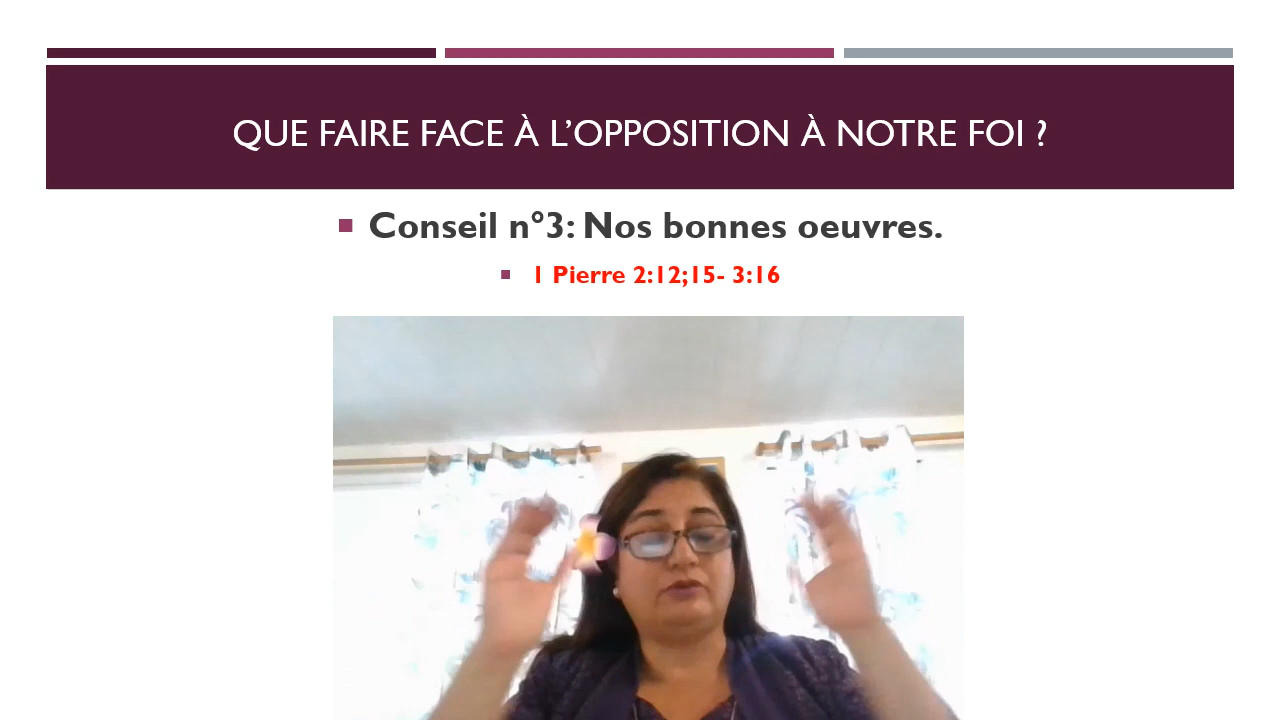 QUE FAIRE FACE À L’OPPOSITION À NOTRE FOI ?
Conseil n°3: Nos bonnes oeuvres.
1 Pierre 2:12;15- 3:16